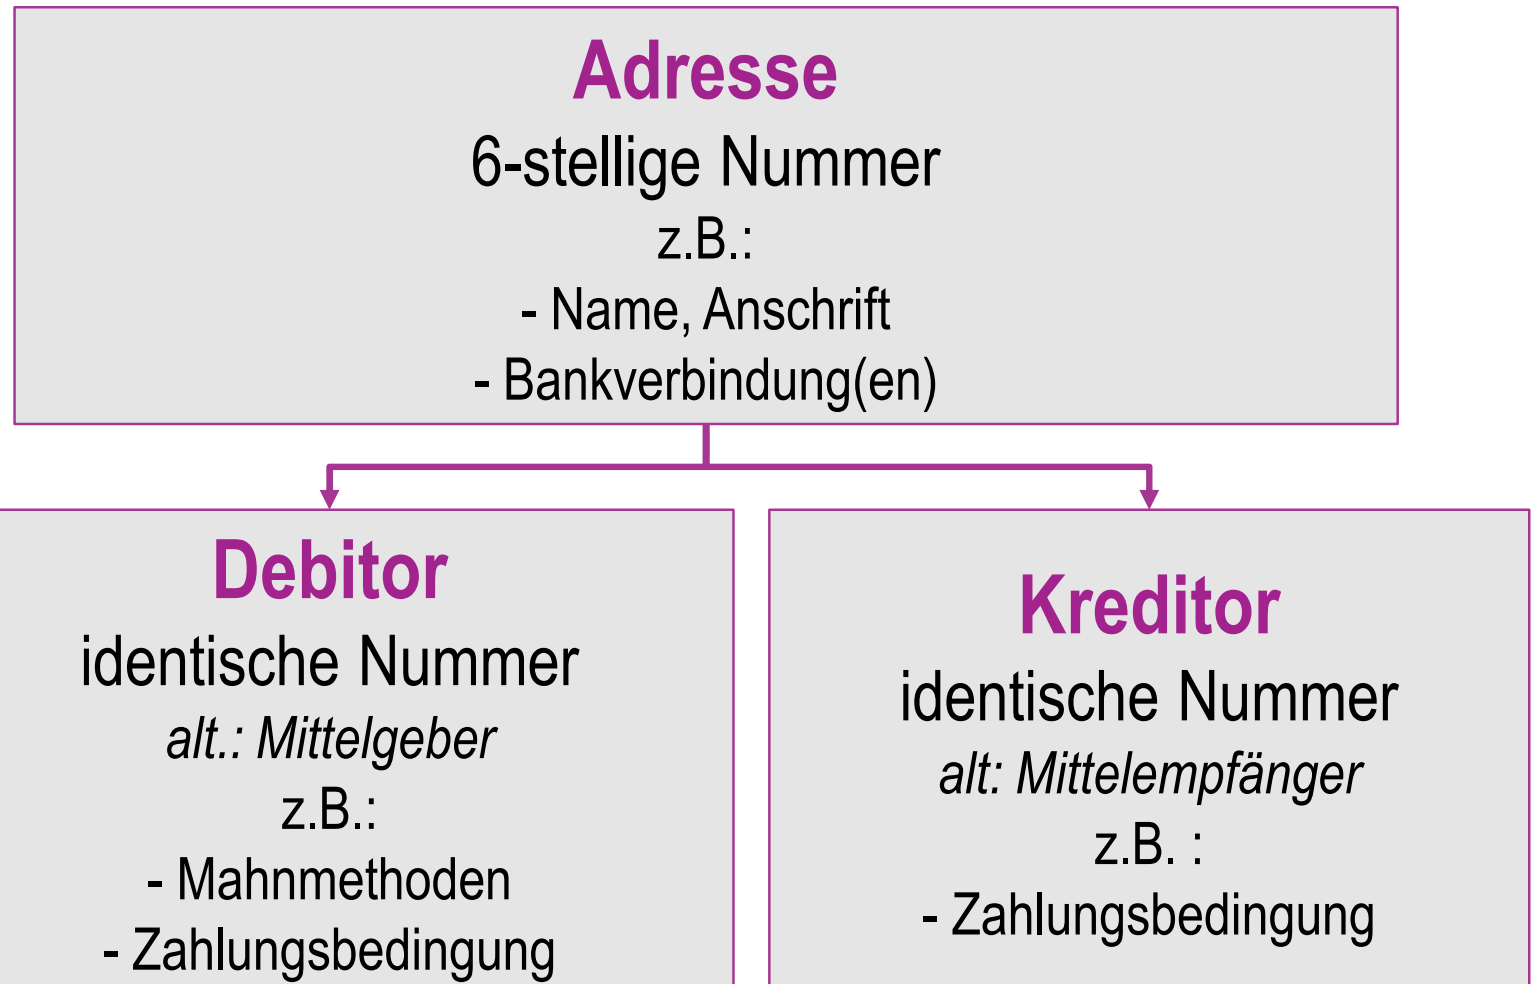 Adresse
6-stellige Nummer
z.B.:
- Name, Anschrift
- Bankverbindung(en)
Debitor
identische Nummer
alt.: Mittelgeber
z.B.:
- Mahnmethoden
- Zahlungsbedingung
Kreditor
identische Nummer
alt: Mittelempfänger
z.B. :
- Zahlungsbedingung